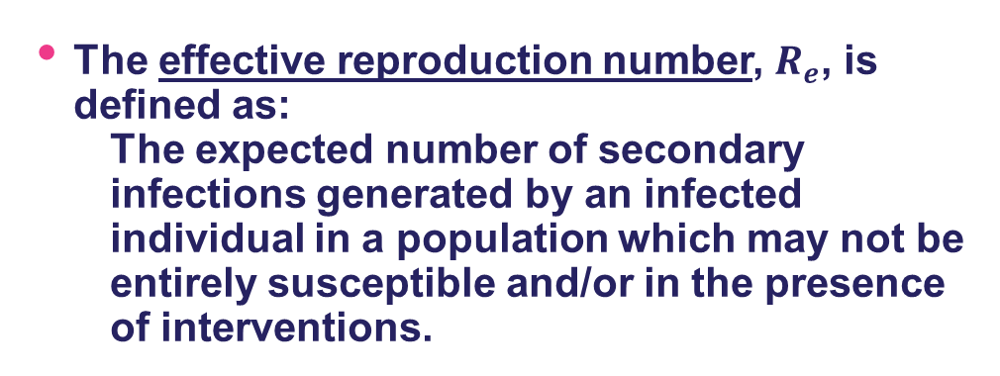 • The effective reproduction number, Rₑ, is
defined as:
The expected number of secondary
infections generated by an infected
individual in a population which may not be
entirely susceptible and/or in the presence
of interventions.